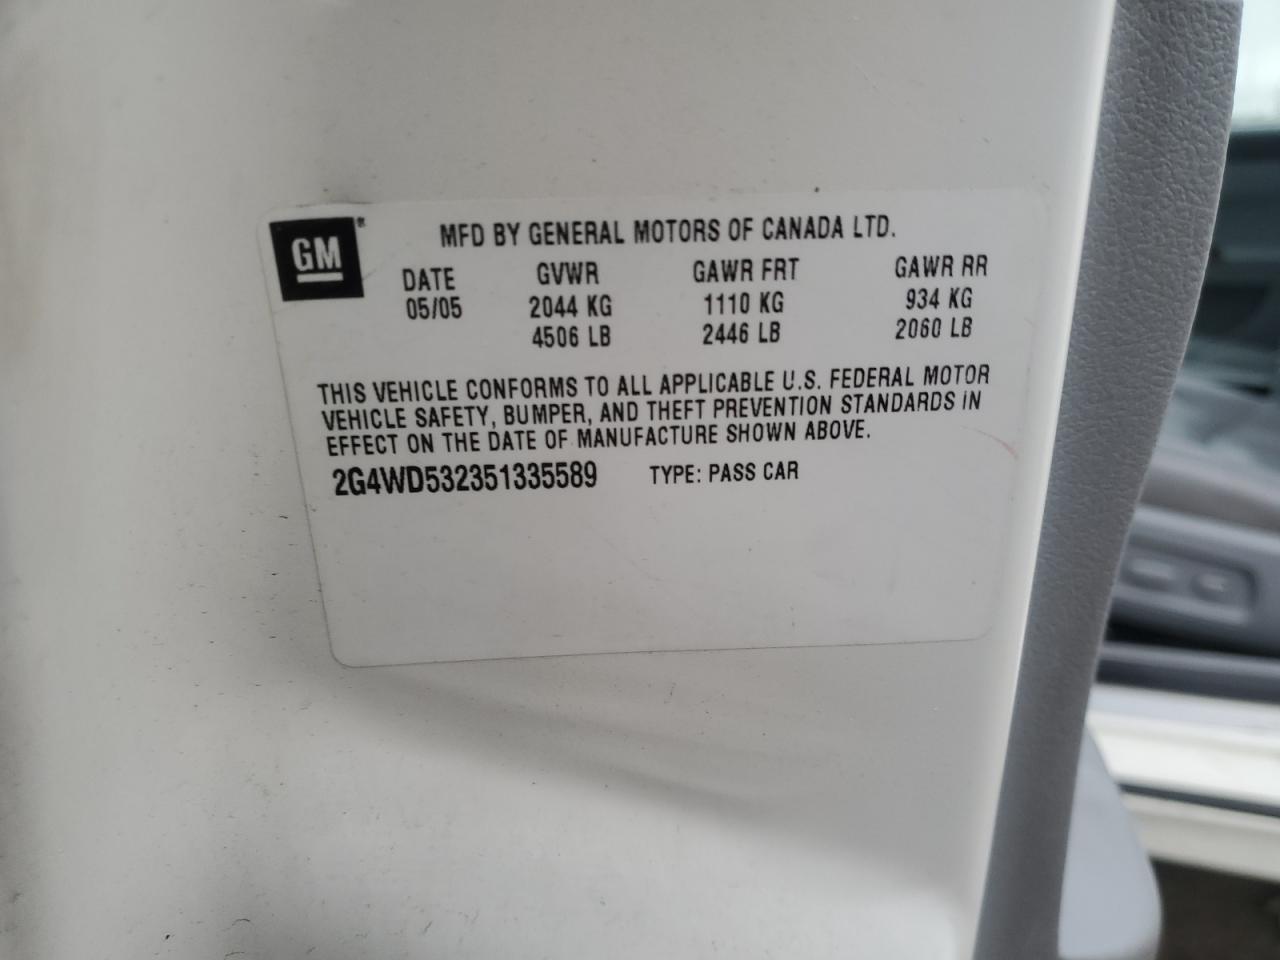 GM®
MFD BY GENERAL MOTORS OF CANADA LTD.
DATE GVWR GAWR FRT GAWR RR
05/05 2044 KG 1110 KG 934 KG
4506 LB 2446 LB 2060 LB
THIS VEHICLE CONFORMS TO ALL APPLICABLE U.S. FEDERAL MOTOR
VEHICLE SAFETY, BUMPER, AND THEFT PREVENTION STANDARDS IN
EFFECT ON THE DATE OF MANUFACTURE SHOWN ABOVE.
2G4WD532351335589 TYPE: PASS CAR